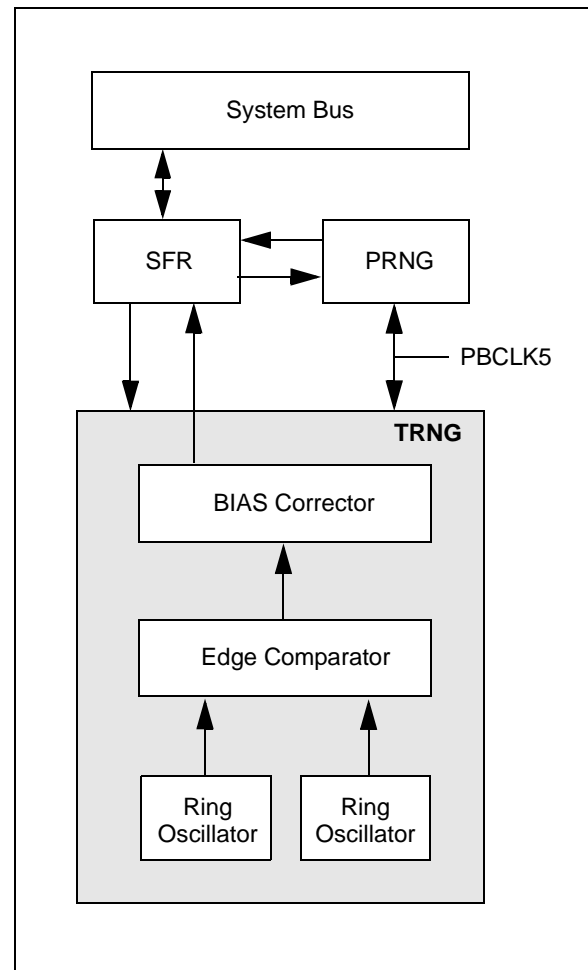 System Bus
SFR
PRNG
PBCLK5
TRNG
BIAS Corrector
Edge Comparator
Ring
Oscillator
Ring
Oscillator